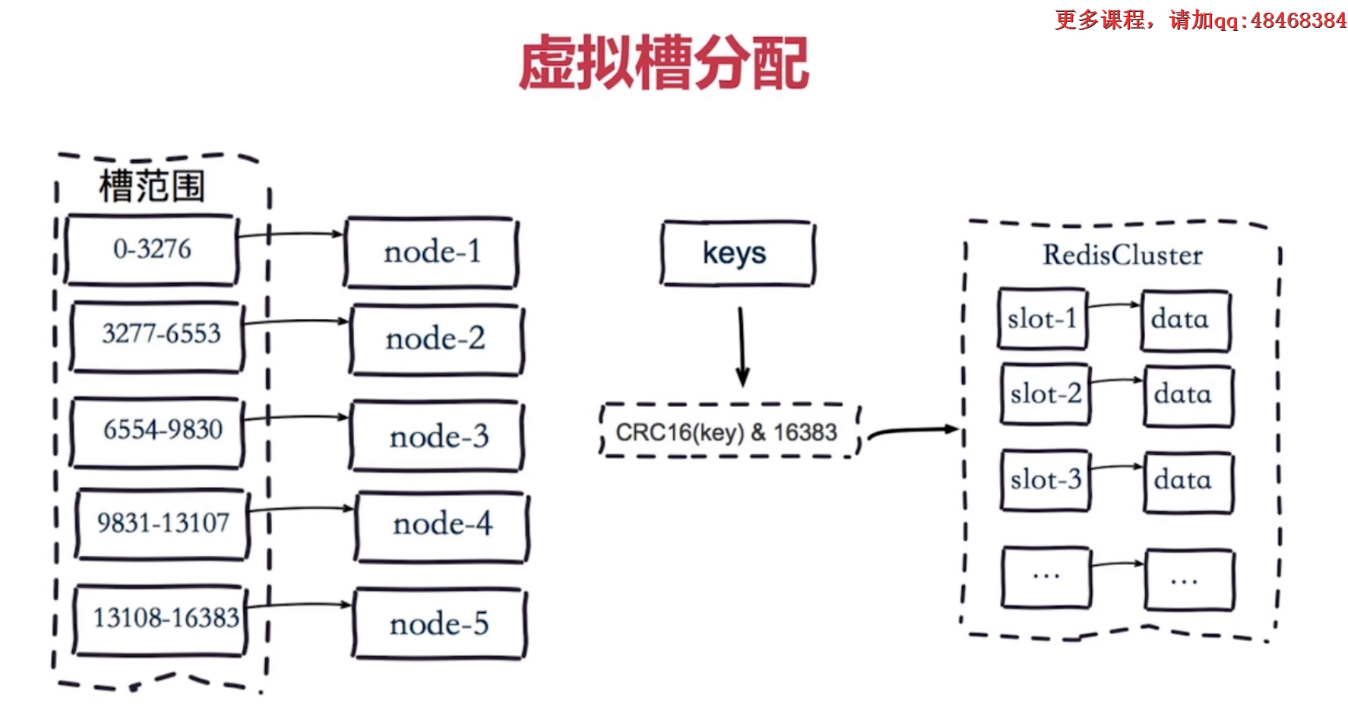 更多课程，请加qq:48468384
虚拟槽分配
槽范围
0-3276
node-1
3277-6553
node-2
6554-9830
node-3
9831-13107
node-4
13108-16383
node-5
keys
CRC16(key) & 16383
RedisCluster
slot-1
data
slot-2
data
slot-3
data
...
...